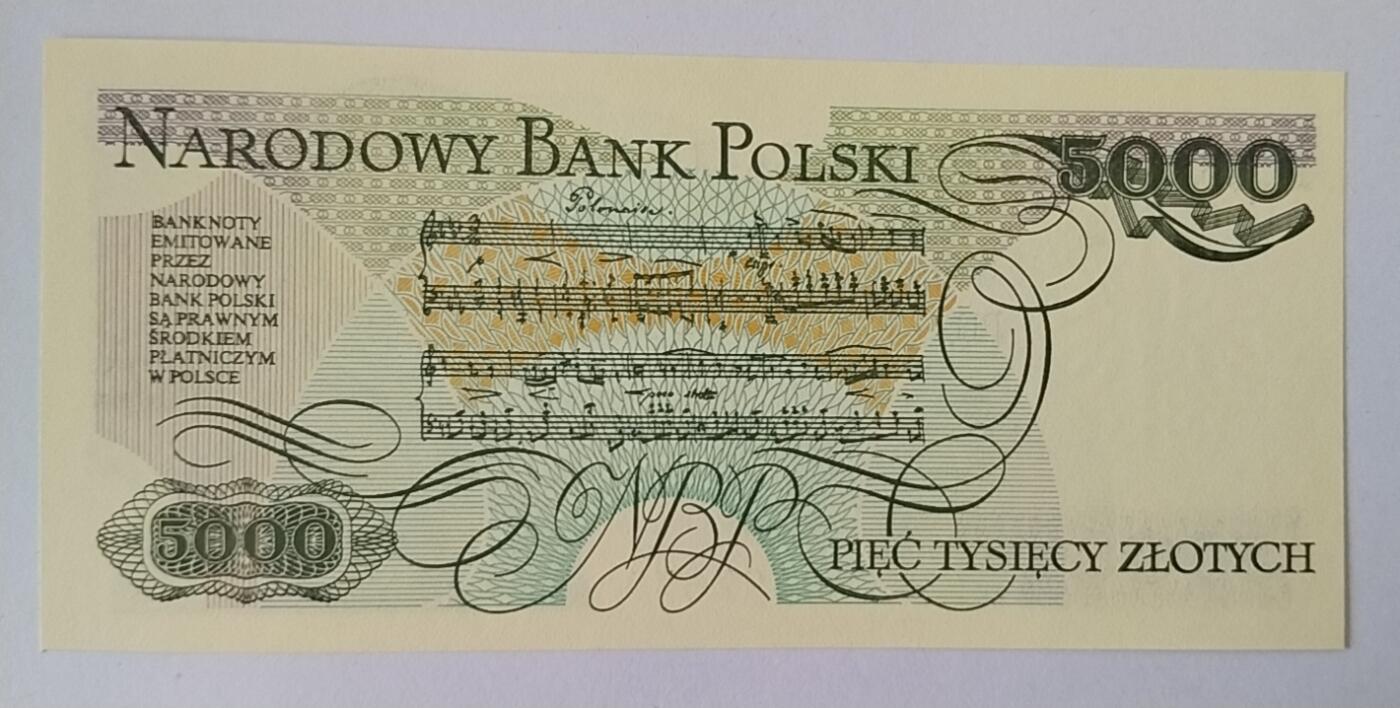 NARODOWY BANK POLSKI
5000
BANKNOTY
EMITOWANE
PRZEZ
NARODOWY
BANK POLSKI
SĄ PRAWNYM
ŚRODKIEM
PŁATNICZYM
W POLSCE
NBP
5000
PIĘĆ TYSIĘCY ZŁOTYCH